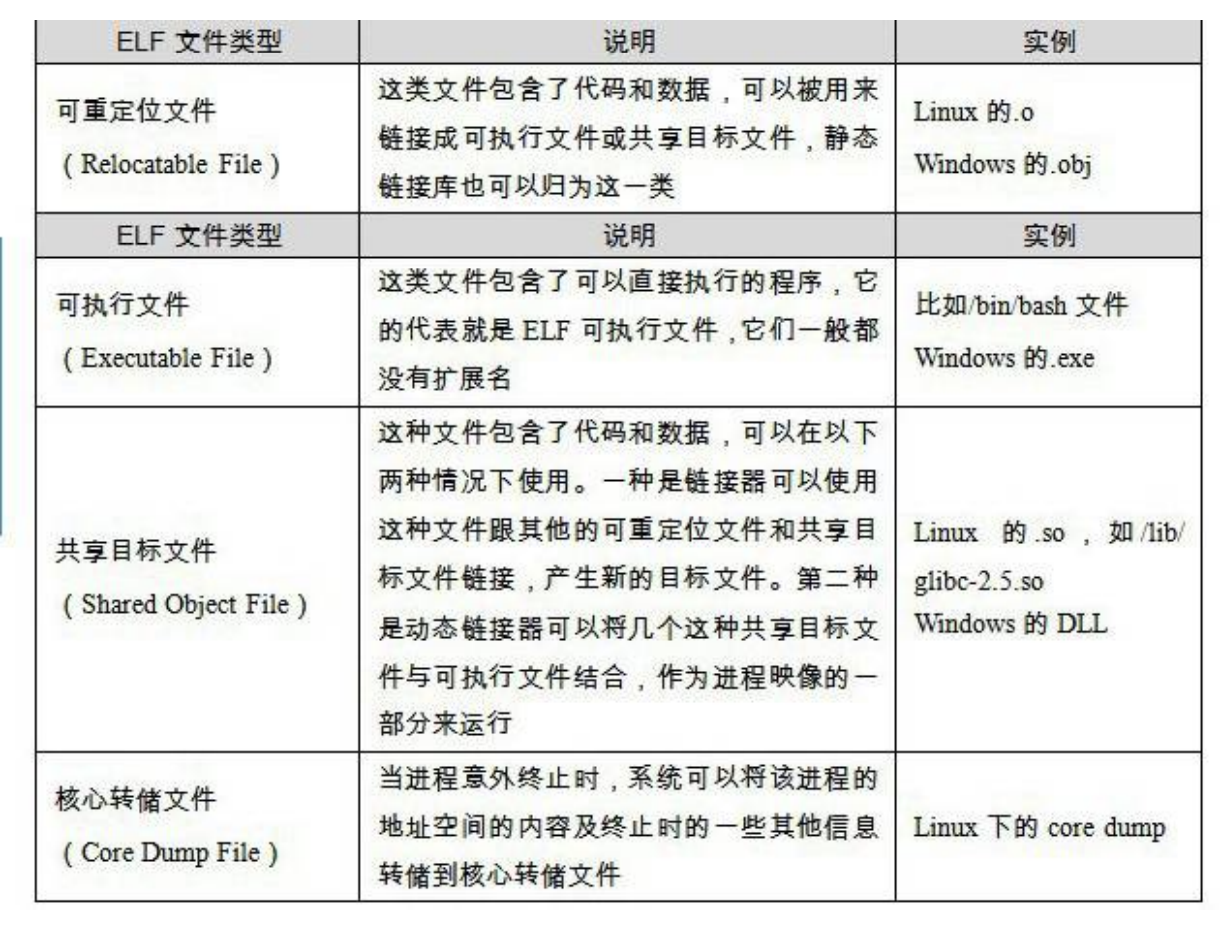 ELF 文件类型 说明 实例
可重定位文件
（Relocatable File）
这类文件包含了代码和数据，可以被用来
链接成可执行文件或共享目标文件，静态
链接库也可以归为这一类
Linux 的.o
Windows 的.obj
ELF 文件类型 说明 实例
可执行文件
（Executable File）
这类文件包含了可以直接执行的程序，它
的代表就是 ELF 可执行文件，它们一般都
没有扩展名
比如/bin/bash 文件
Windows 的.exe
共享目标文件
（Shared Object File）
这种文件包含了代码和数据，可以在以下
两种情况下使用。一种是链接器可以使用
这种文件跟其他的可重定位文件和共享目
标文件链接，产生新的目标文件。第二种
是动态链接器可以将几个这种共享目标文
件与可执行文件结合，作为进程映像的一
部分来运行
Linux 的.so，如/lib/
glibc-2.5.so
Windows 的 DLL
核心转储文件
（Core Dump File）
当进程意外终止时，系统可以将该进程的
地址空间的内容及终止时的一些其他信息
转储到核心转储文件
Linux 下的 core dump